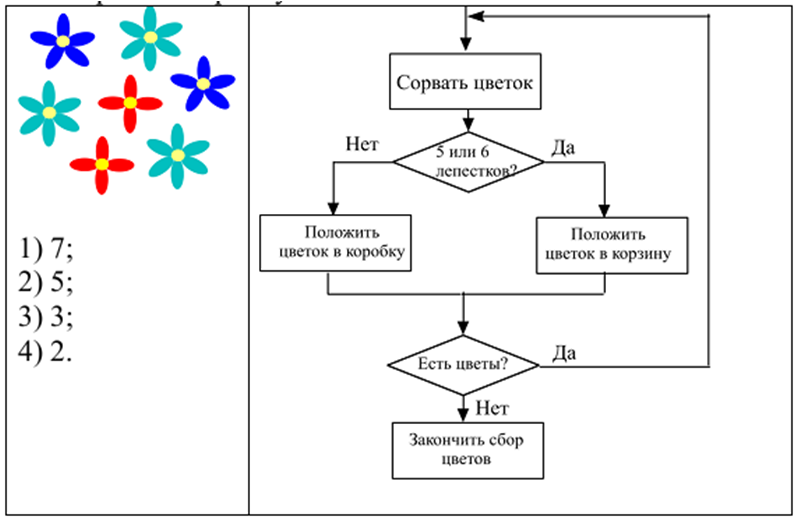 1) 7;
2) 5;
3) 3;
4) 2.
Сорвать цветок
Нет
5 или 6
лепестков?
Да
Положить
цветок в коробку
Положить
цветок в корзину
Есть цветы?
Да
Нет
Закончить сбор
цветов